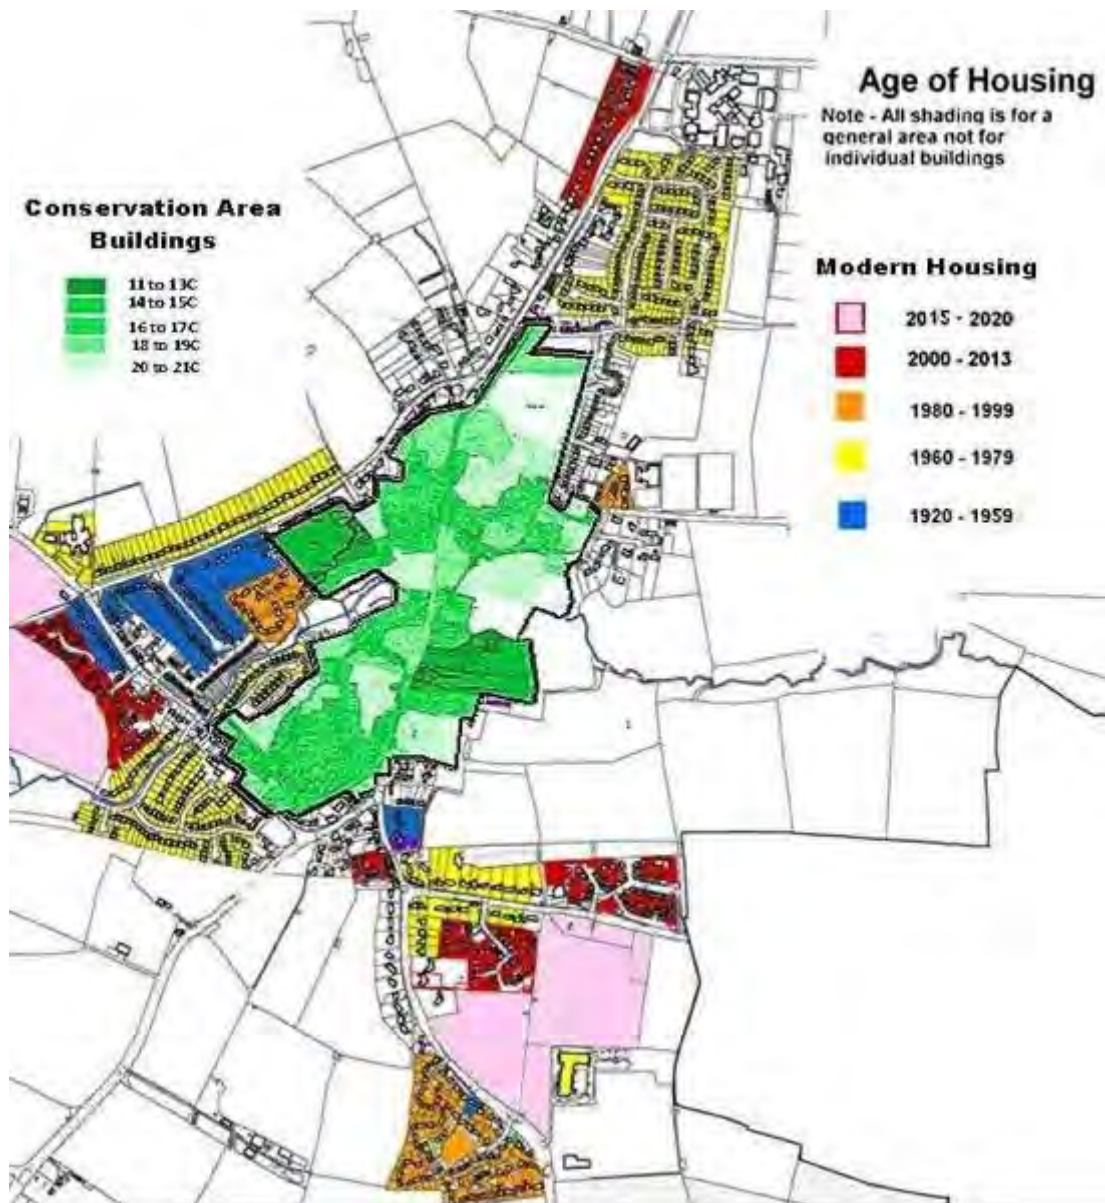 Age of Housing
Note - All shading is for a
general area not for
individual buildings
Conservation Area
Buildings
11 to 13C
14 to 15C
16 to 17C
18 to 19C
20 to 21C
Modern Housing
2015 - 2020
2000 - 2013
1980 - 1999
1960 - 1979
1920 - 1959